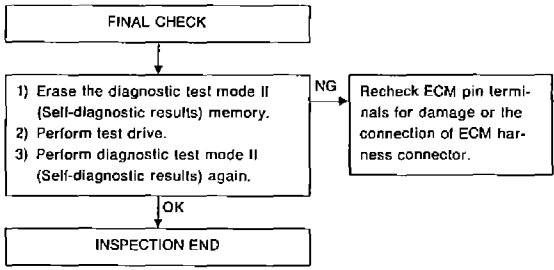 FINAL CHECK
1) Erase the diagnostic test mode II
(Self-diagnostic results) memory.
2) Perform test drive.
3) Perform diagnostic test mode II
(Self-diagnostic results) again.
NG
Recheck ECM pin termi-
nals for damage or the
connection of ECM har-
ness connector.
OK
INSPECTION END